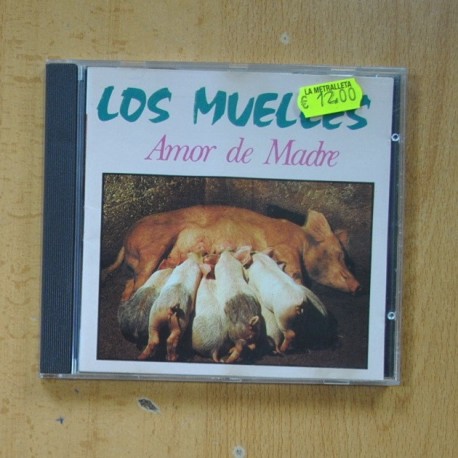 LOS MUELLES
LA METRALLETA
€ 12.00
Amor de Madre